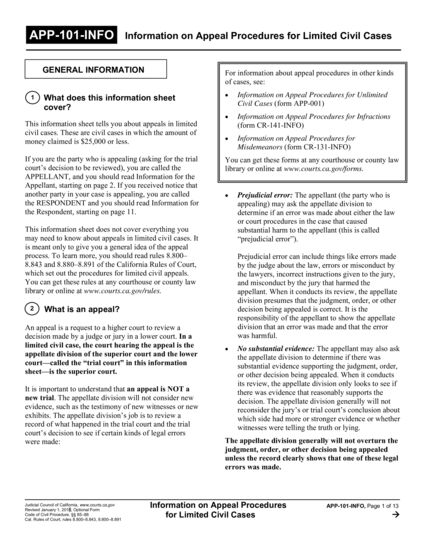 APP-101-INFO Information on Appeal Procedures for Limited Civil Cases
GENERAL INFORMATION
1 What does this information sheet
cover?
This information sheet tells you about appeals in limited
civil cases. These are civil cases in which the amount of
money claimed is $25,000 or less.
If you are the party who is appealing (asking for the trial
court's decision to be reviewed), you are called the
APPELLANT, and you should read Information for the
Appellant, starting on page 2. If you received notice that
another party in your case is appealing, you are called
the RESPONDENT and you should read Information for
the Respondent, starting on page 11.
This information sheet does not cover everything you
may need to know about appeals in limited civil cases. It
is meant only to give you a general idea of the appeal
process. To learn more, you should read rules 8.800–
8.843 and 8.880–8.891 of the California Rules of Court,
which set out the procedures for limited civil appeals.
You can get these rules at any courthouse or county law
library or online at www.courts.ca.gov/rules.
2 What is an appeal?
An appeal is a request to a higher court to review a
decision made by a judge or jury in a lower court. In a
limited civil case, the court hearing the appeal is the
appellate division of the superior court and the lower
court—called the “trial court” in this information
sheet—is the superior court.
It is important to understand that an appeal is NOT a
new trial. The appellate division will not consider new
evidence, such as the testimony of new witnesses or new
exhibits. The appellate division's job is to review a
record of what happened in the trial court and the trial
court's decision to see if certain kinds of legal errors
were made:
For information about appeal procedures in other kinds
of cases, see:
• Information on Appeal Procedures for Unlimited
Civil Cases (form APP-001)
• Information on Appeal Procedures for Infractions
(form CR-141-INFO)
• Information on Appeal Procedures for
Misdemeanors (form CR-131-INFO)
You can get these forms at any courthouse or county law
library or online at www.courts.ca.gov/forms.
• Prejudicial error: The appellant (the party who is
appealing) may ask the appellate division to
determine if an error was made about either the law
or court procedures in the case that caused
substantial harm to the appellant (this is called
“prejudicial error”).
Prejudicial error can include things like errors made
by the judge about the law, errors or misconduct by
the lawyers, incorrect instructions given to the jury,
and misconduct by the jury that harmed the
appellant. When it conducts its review, the appellate
division presumes that the judgment, order, or other
decision being appealed is correct. It is the
responsibility of the appellant to show the appellate
division that an error was made and that the error
was harmful.
• No substantial evidence: The appellant may also ask
the appellate division to determine if there was
substantial evidence supporting the judgment, order,
or other decision being appealed. When it conducts
its review, the appellate division only looks to see if
there was evidence that reasonably supports the
decision. The appellate division generally will not
reconsider the jury's or trial court's conclusion about
which side had more or stronger evidence or whether
witnesses were telling the truth or lying.
The appellate division generally will not overturn the
judgment, order, or other decision being appealed
unless the record clearly shows that one of these legal
errors was made.
Judicial Council of California, www.courts.ca.gov
Revised January 1, Optional Form
Code of Civil Procedure, §§ 85–88
Cal. Rules of Court, rules 8.800–8.843, 8.800–8.891
Information on Appeal Procedures
for Limited Civil Cases
APP-101-INFO, Page 1 of 13
→